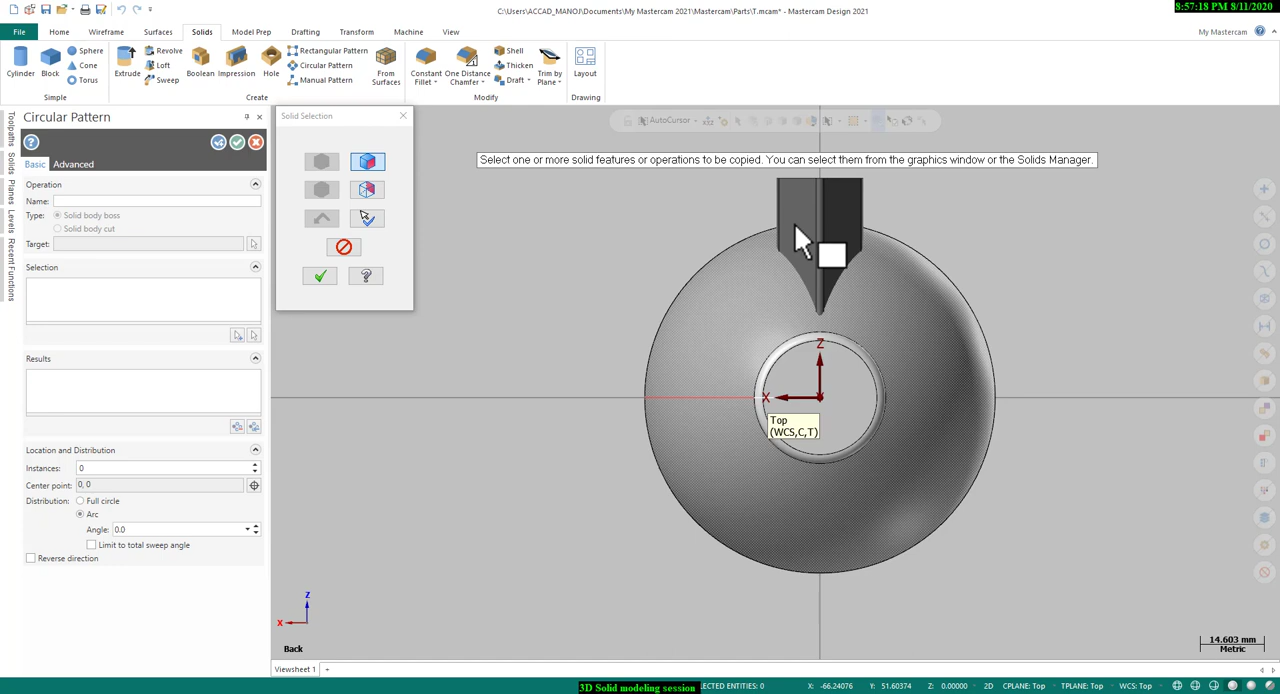 8:57:18 PM 8/11/2020
C:\Users\ACCAD_MANOJ\Documents\My Mastercam 2021\Mastercam\Parts\T.mcam* - Mastercam Design 2021
File Home Wireframe Surfaces Solids Model Prep Drafting Transform Machine View
My Mastercam
Cylinder Block
Sphere
Cone
Torus
Simple
Extrude
Revolve
Loft
Sweep
Boolean Impression Hole
Rectangular Pattern
Circular Pattern
Manual Pattern
From Surfaces
Create
Constant Fillet
One Distance Chamfer
Shell
Thicken
Draft
Trim by Plane
Modify
Layout
Drawing
Toolpaths
Solids
Planes
Levels
Recent Functions
Circular Pattern
Basic Advanced
Operation
Name:
Type: Solid body boss
Solid body cut
Target:
Selection
Results
Location and Distribution
Instances: 0
Center point: 0, 0
Distribution: Full circle
Arc
Angle: 0.0
Limit to total sweep angle
Reverse direction
Solid Selection
AutoCursor
Select one or more solid features or operations to be copied. You can select them from the graphics window or the Solids Manager.
Z
X
Top
(WCS,C,T)
Z
X
Back
14.603 mm
Metric
Viewsheet 1 +
3D Solid modeling session
LECTED ENTITIES: 0 X: -66.24076 Y: 51.60374 Z: 0.00000 2D CPLANE: Top TPLANE: Top WCS: Top